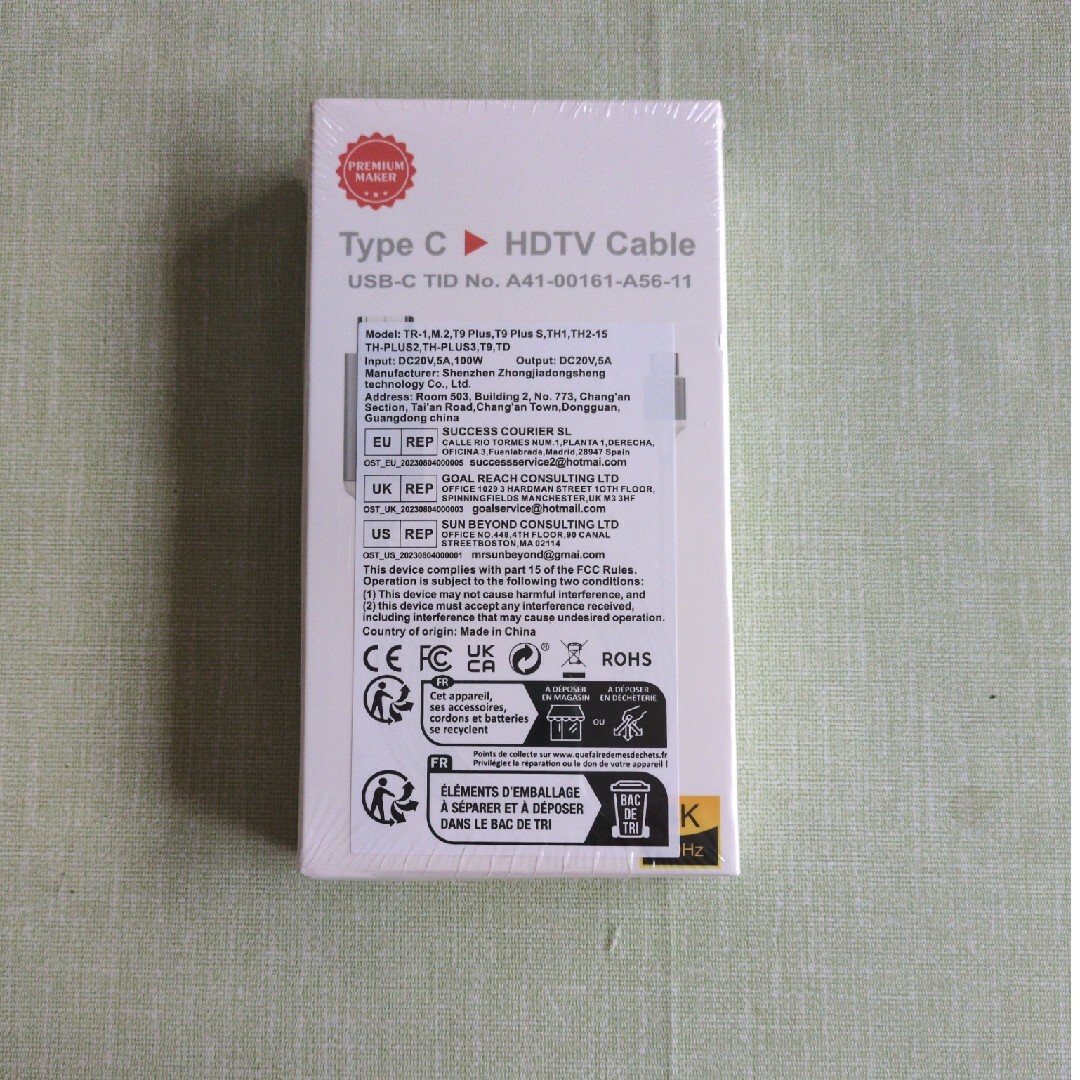 PREMIUM
MAKER
Type C ▶ HDTV Cable
USB-C TID No. A41-00161-A56-11
Model: TR-1,M.2,T9 Plus,T9 Plus S,TH1,TH2-15
TH-PLUS2,TH-PLUS3,T9,TD
Input: DC20V,5A,100W Output: DC20V,5A
Manufacturer: Shenzhen Zhongjiadongsheng
technology Co., Ltd.
Address: Room 503, Building 2, No. 773, Chang'an
Section, Tai'an Road,Chang'an Town,Dongguan,
Guangdong china
EU REP SUCCESS COURIER SL
CALLE RIO TORMES NUM.1,PLANTA 1,DERECHA,
OFICINA 3,Fuenlabrada,Madrid,28947 Spain
OST_EU_20230804000005 successservice2@hotmai.com
UK REP GOAL REACH CONSULTING LTD
OFFICE 1029 3 HARDMAN STREET 10TH FLOOR,
SPINNINGFIELDS MANCHESTER,UK M3 3HF
OST_UK_20230804000003 goalservice@hotmail.com
US REP SUN BEYOND CONSULTING LTD
OFFICE NO.448,4TH FLOOR,90 CANAL
STREETBOSTON,MA 02114
OST_US_20230804000001 mrsunbeyond@gmai.com
This device complies with part 15 of the FCC Rules.
Operation is subject to the following two conditions:
(1) This device may not cause harmful interference, and
(2) this device must accept any interference received,
including interference that may cause undesired operation.
Country of origin: Made in China
CE FC UK
CA ® ROHS
FR
Cet appareil,
ses accessoires,
cordons et batteries
se recyclent
À DÉPOSER
EN MAGASIN
OU
À DÉPOSER
EN DÉCHÈTERIE
Points de collecte sur www.quefairedemesdechets.fr
Privilégiez la réparation ou le don de votre appareil !
FR
ÉLÉMENTS D'EMBALLAGE
À SÉPARER ET À DÉPOSER
DANS LE BAC DE TRI
BAC
DE
TRI
K
Hz